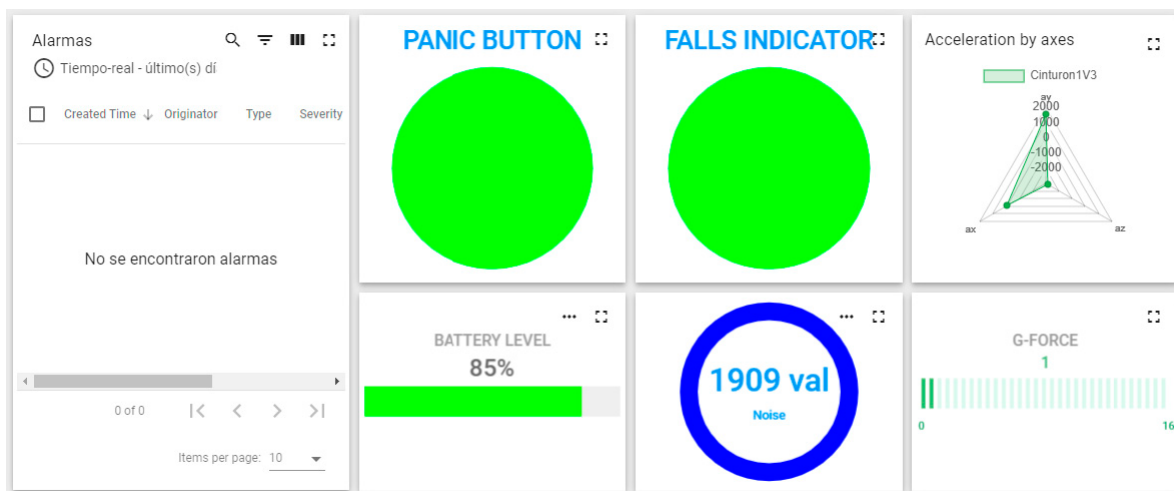 Alarmas
Tiempo-real - último(s) dí
Created Time Originator Type Severity
No se encontraron alarmas
0 of 0
Items per page: 10
PANIC BUTTON
FALLS INDICATOR
Acceleration by axes
Cinturon1V3
ay
2000
1000
0
-1000
-2000
ax
az
BATTERY LEVEL
85%
1909 val
Noise
G-FORCE
1
0
16